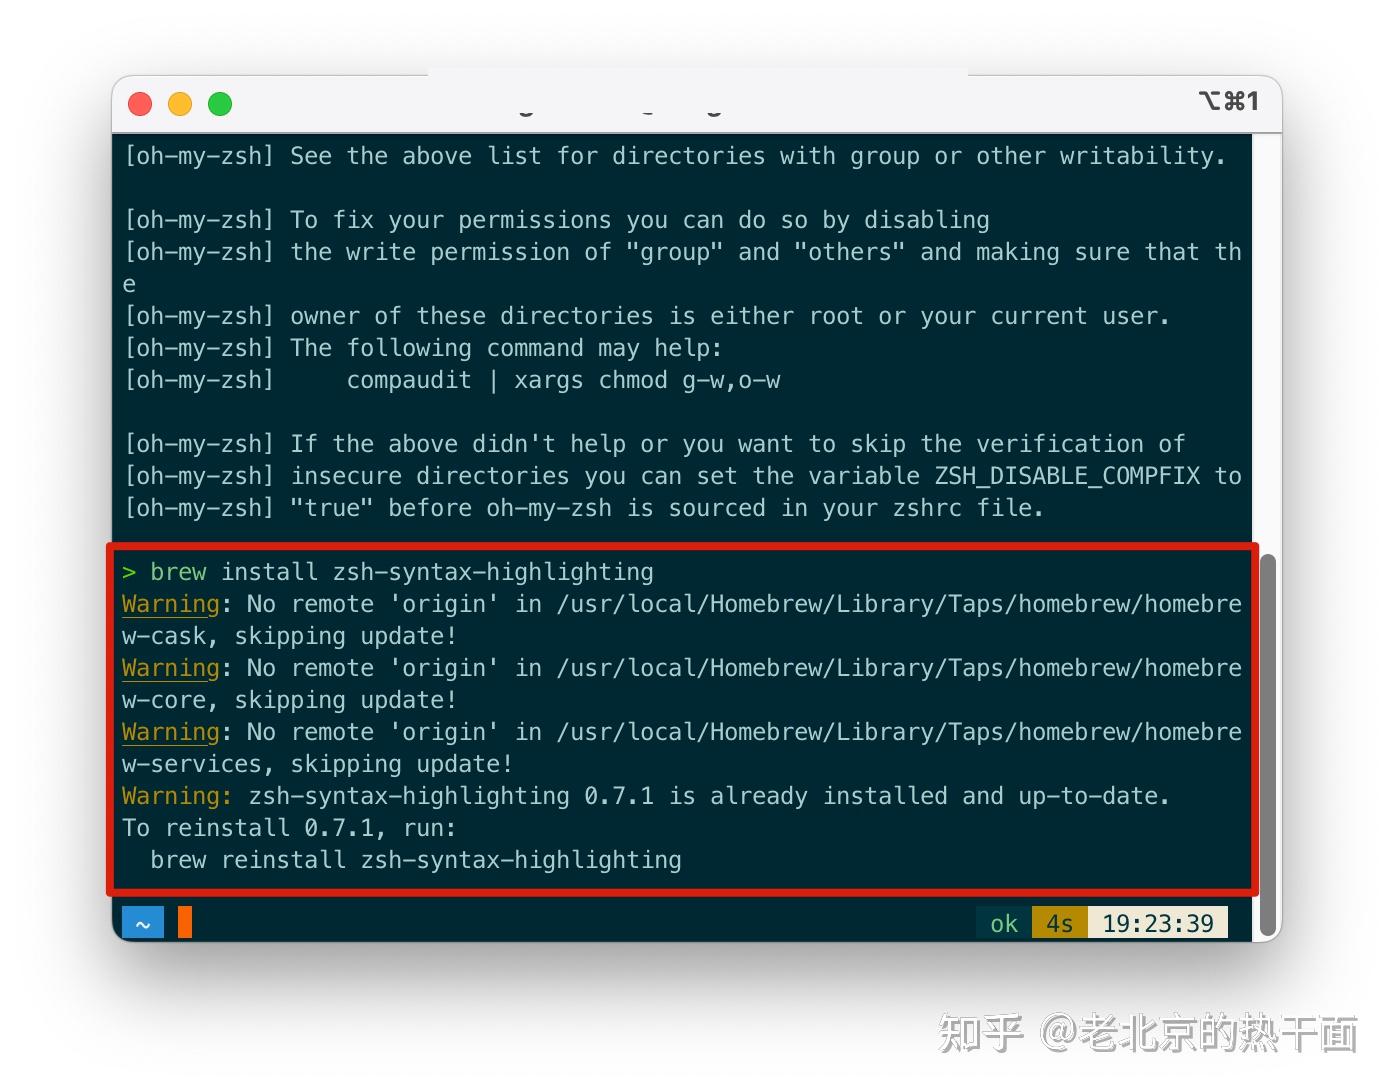 ⌥⌘1
[oh-my-zsh] See the above list for directories with group or other writability.
[oh-my-zsh] To fix your permissions you can do so by disabling
[oh-my-zsh] the write permission of "group" and "others" and making sure that th
e
[oh-my-zsh] owner of these directories is either root or your current user.
[oh-my-zsh] The following command may help:
[oh-my-zsh]     compaudit | xargs chmod g-w,o-w
[oh-my-zsh] If the above didn't help or you want to skip the verification of
[oh-my-zsh] insecure directories you can set the variable ZSH_DISABLE_COMPFIX to
[oh-my-zsh] "true" before oh-my-zsh is sourced in your zshrc file.
> brew install zsh-syntax-highlighting
Warning: No remote 'origin' in /usr/local/Homebrew/Library/Taps/homebrew/homebre
w-cask, skipping update!
Warning: No remote 'origin' in /usr/local/Homebrew/Library/Taps/homebrew/homebre
w-core, skipping update!
Warning: No remote 'origin' in /usr/local/Homebrew/Library/Taps/homebrew/homebre
w-services, skipping update!
Warning: zsh-syntax-highlighting 0.7.1 is already installed and up-to-date.
To reinstall 0.7.1, run:
  brew reinstall zsh-syntax-highlighting
~ ok 4s 19:23:39
知乎 @老北京的热干面